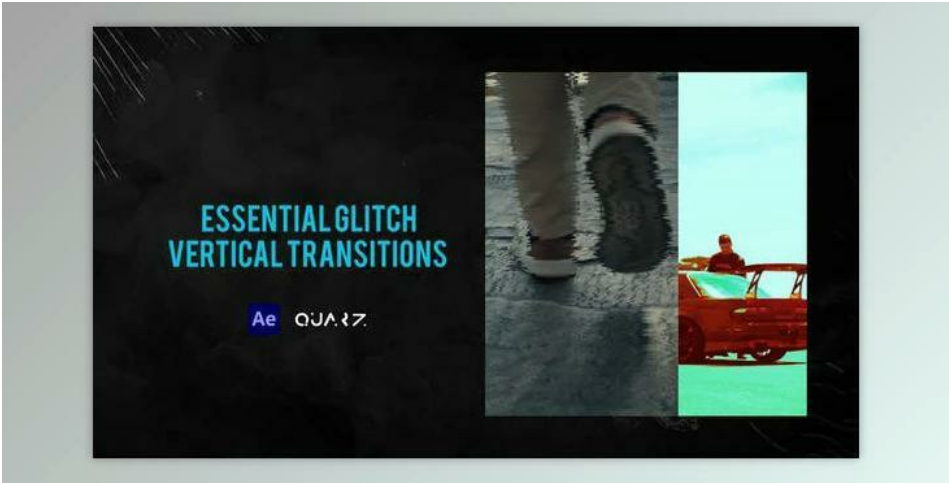 ESSENTIAL GLITCH
VERTICAL TRANSITIONS
Ae QUARZ